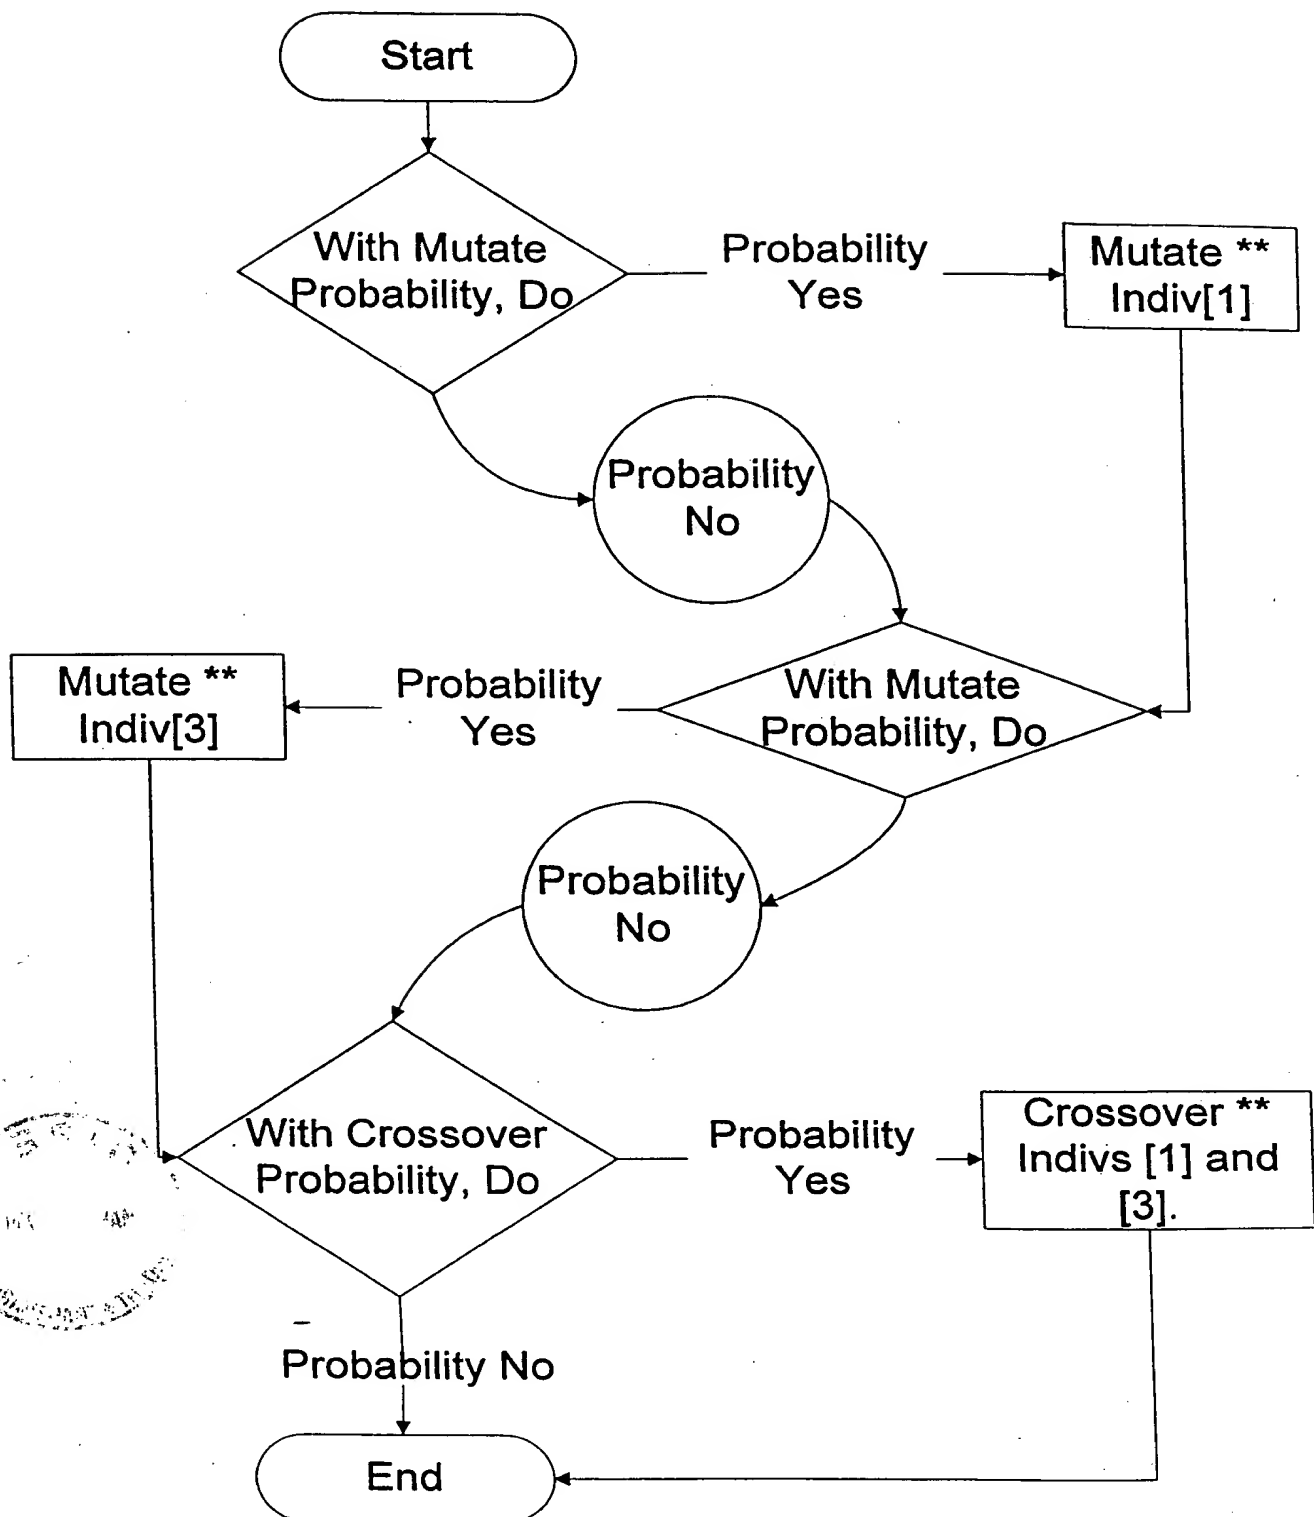 Start
With Mutate
Probability, Do
Probability
Yes
Mutate **
Indiv[1]
Probability
No
With Mutate
Probability, Do
Probability
Yes
Mutate **
Indiv[3]
Probability
No
With Crossover
Probability, Do
Probability
Yes
Crossover **
Indivs [1] and
[3].
Probability No
End